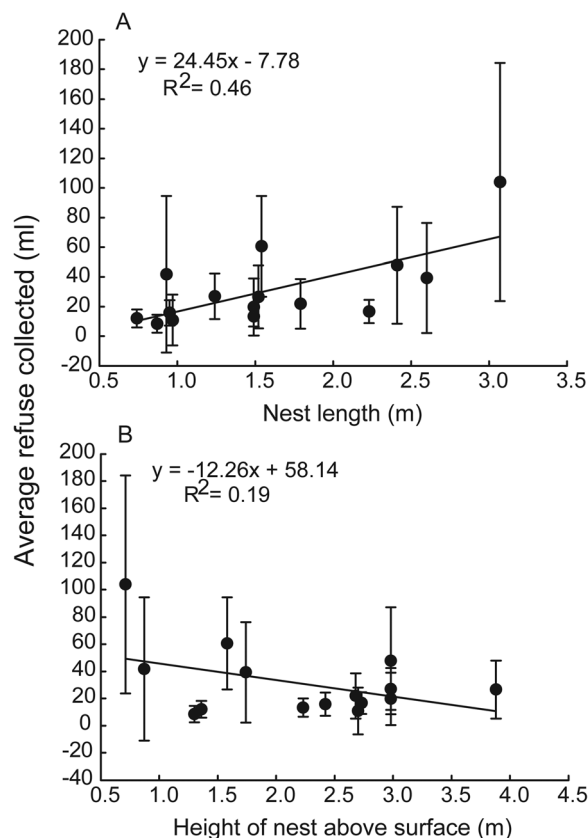 A
y = 24.45x - 7.78
R2= 0.46
200
180
160
140
120
100
80
60
40
20
0
-20
0.5 1.0 1.5 2.0 2.5 3.0 3.5
Nest length (m)
Average refuse collected (ml)
B
y = -12.26x + 58.14
R2= 0.19
200
180
160
140
120
100
80
60
40
20
0
-20
-40
0.5 1.0 1.5 2.0 2.5 3.0 3.5 4.0 4.5
Height of nest above surface (m)